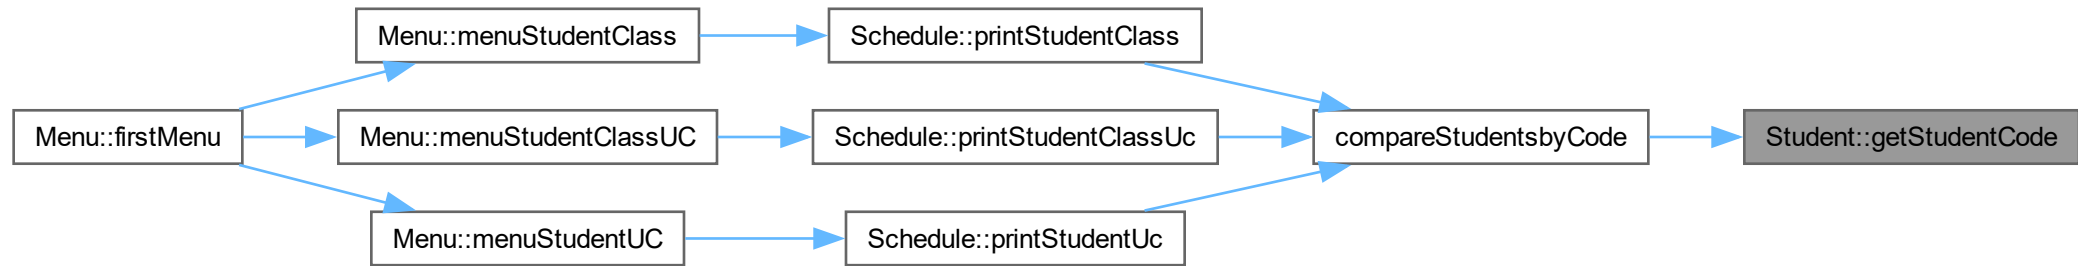 Menu::menuStudentClass
Schedule::printStudentClass
Menu::firstMenu
Menu::menuStudentClassUC
Schedule::printStudentClassUc
compareStudentsbyCode
Student::getStudentCode
Menu::menuStudentUC
Schedule::printStudentUc